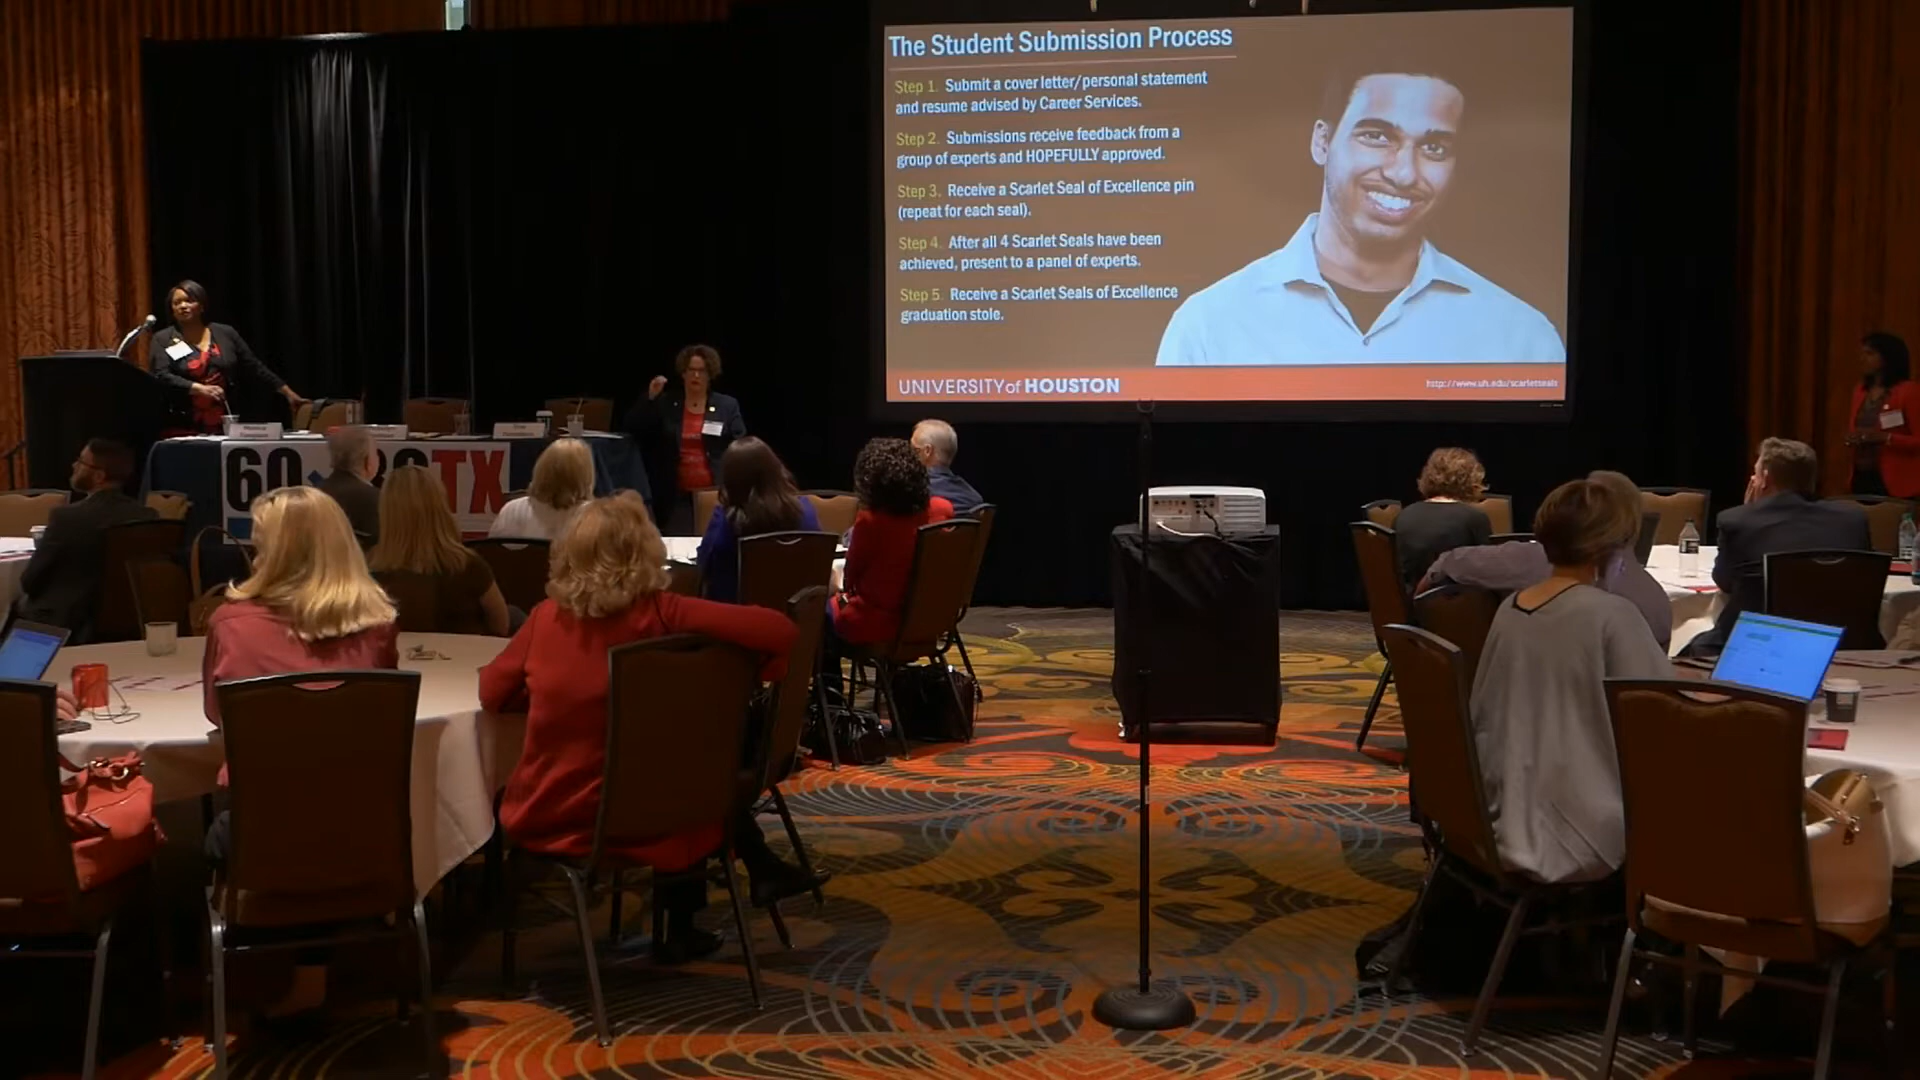 The Student Submission Process
Step 1. Submit a cover letter/personal statement
and resume advised by Career Services.
Step 2. Submissions receive feedback from a
group of experts and HOPEFULLY approved.
Step 3. Receive a Scarlet Seal of Excellence pin
(repeat for each seal).
Step 4. After all 4 Scarlet Seals have been
achieved, present to a panel of experts.
Step 5. Receive a Scarlet Seals of Excellence
graduation stole.
UNIVERSITY of HOUSTON
http://www.uh.edu/scarletseals
60 TX